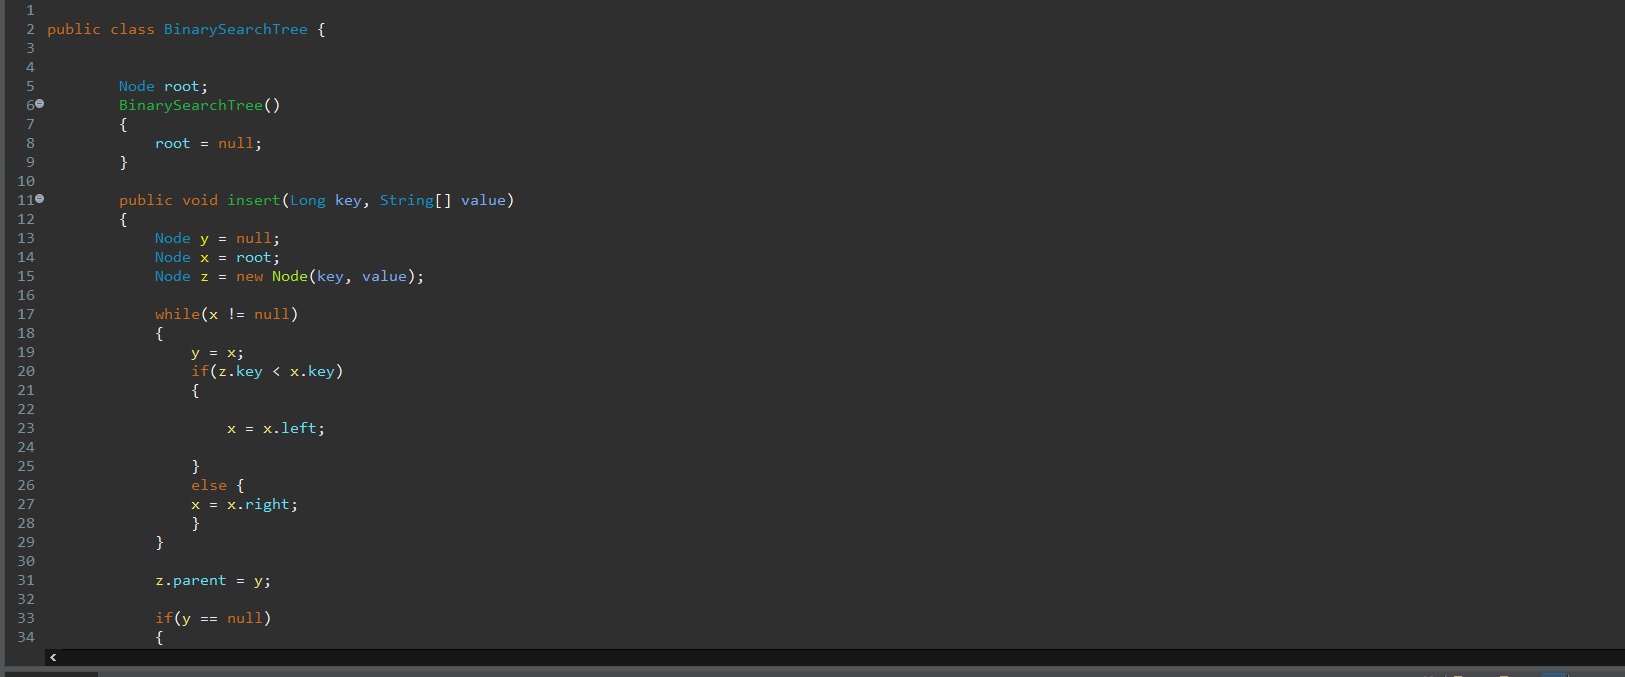 1
2 public class BinarySearchTree {
3
4
5 Node root;
6 BinarySearchTree()
7 {
8 root = null;
9 }
10
11 public void insert(Long key, String[] value)
12 {
13 Node y = null;
14 Node x = root;
15 Node z = new Node(key, value);
16
17 while(x != null)
18 {
19 y = x;
20 if(z.key < x.key)
21 {
22
23 x = x.left;
24
25 }
26 else {
27 x = x.right;
28 }
29 }
30
31 z.parent = y;
32
33 if(y == null)
34 {